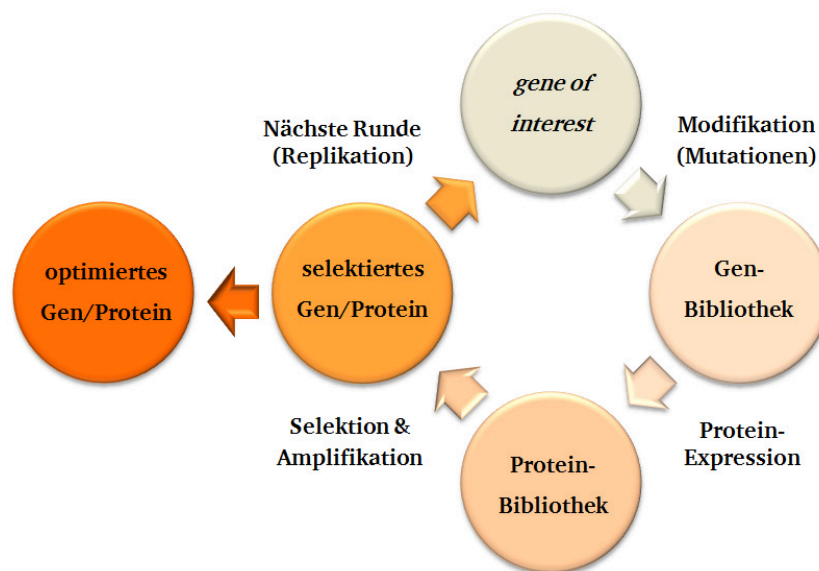 gene of
interest
Nächste Runde
(Replikation)
Modifikation
(Mutationen)
optimiertes
Gen/Protein
selektiertes
Gen/Protein
Gen-
Bibliothek
Selektion &
Amplifikation
Protein-
Bibliothek
Protein-
Expression